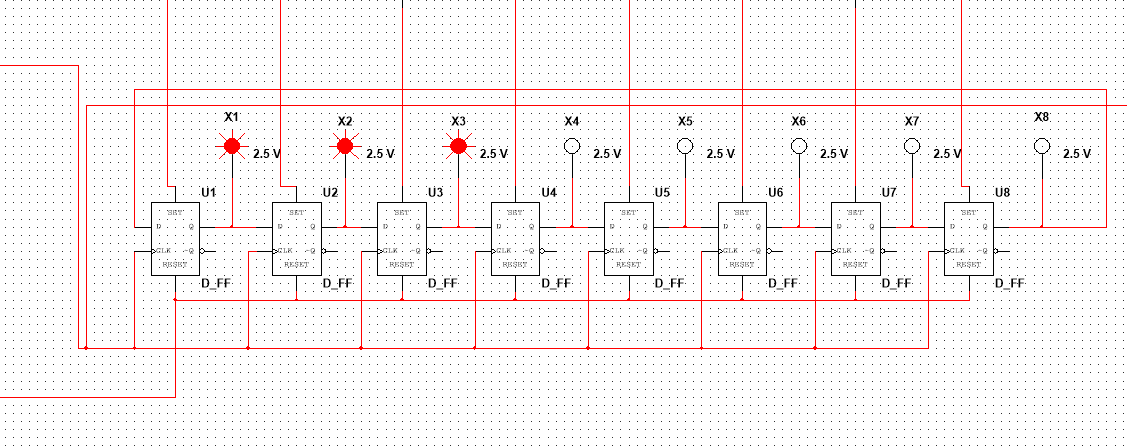 X1 X2 X3 X4 X5 X6 X7 X8
2.5 V 2.5 V 2.5 V 2.5 V 2.5 V 2.5 V 2.5 V 2.5 V
U1 U2 U3 U4 U5 U6 U7 U8
SET SET SET SET SET SET SET SET
D Q D Q D Q D Q D Q D Q D Q D Q
CLK ~Q CLK ~Q CLK ~Q CLK ~Q CLK ~Q CLK ~Q CLK ~Q CLK ~Q
RESET RESET RESET RESET RESET RESET RESET RESET
D_FF D_FF D_FF D_FF D_FF D_FF D_FF D_FF